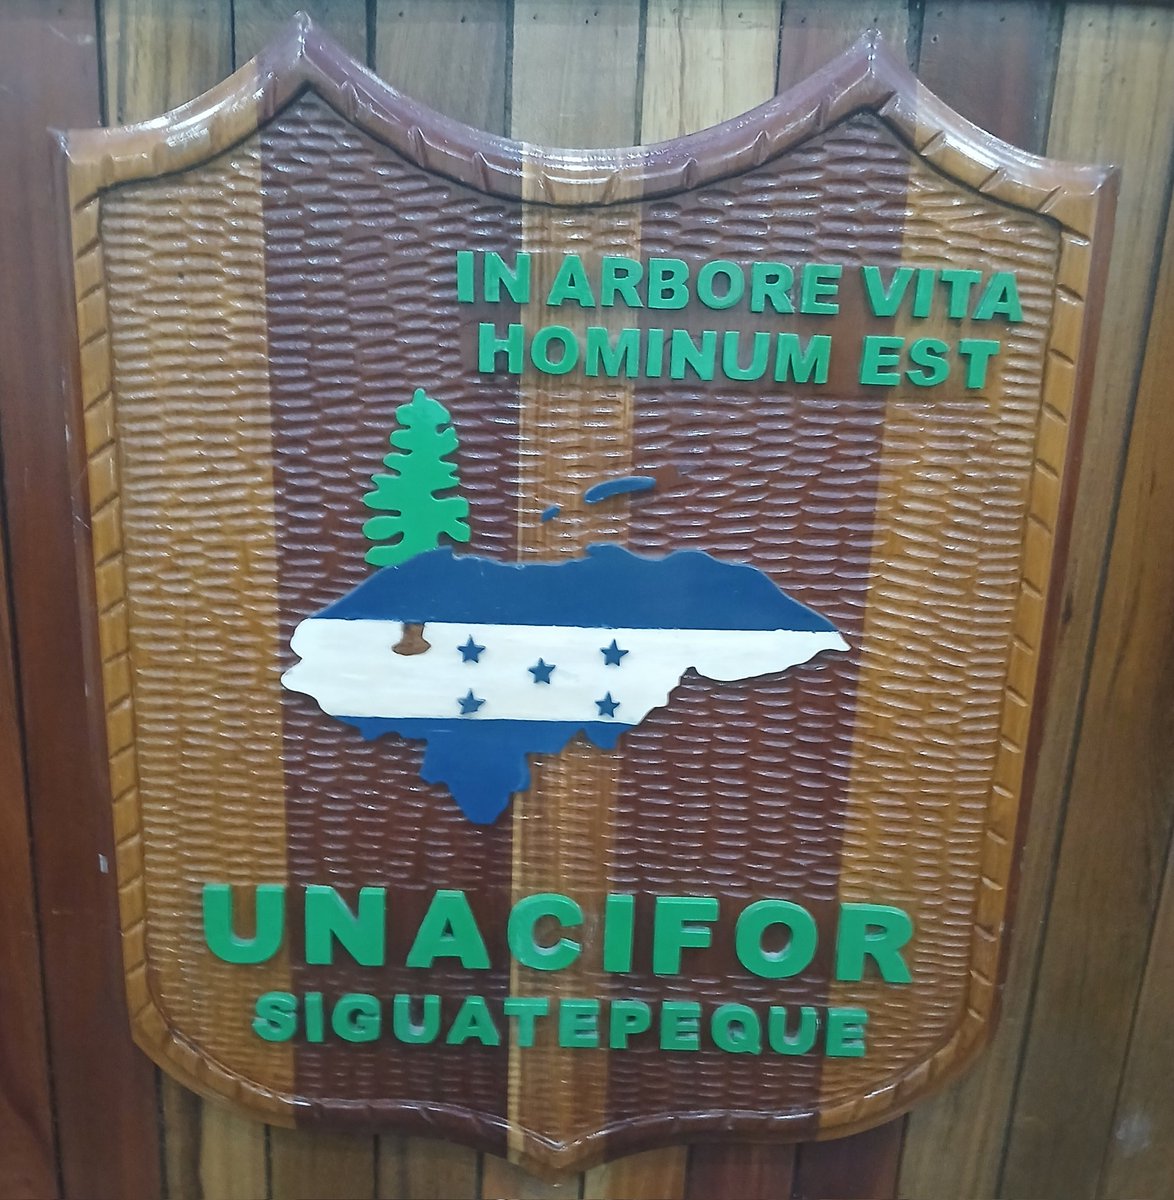 IN ARBORE VITA
HOMINUM EST
UNACIFOR
SIGUATEPEQUE